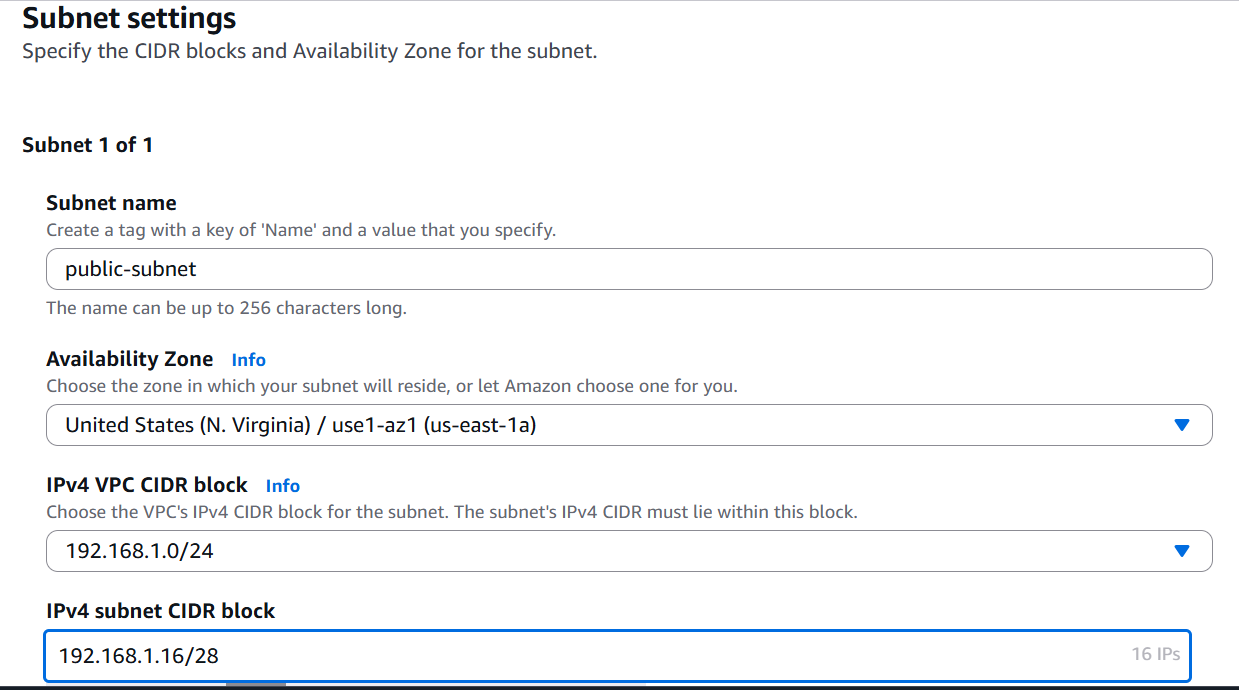 Subnet settings
Specify the CIDR blocks and Availability Zone for the subnet.
Subnet 1 of 1
Subnet name
Create a tag with a key of 'Name' and a value that you specify.
public-subnet
The name can be up to 256 characters long.
Availability Zone Info
Choose the zone in which your subnet will reside, or let Amazon choose one for you.
United States (N. Virginia) / use1-az1 (us-east-1a)
IPv4 VPC CIDR block Info
Choose the VPC's IPv4 CIDR block for the subnet. The subnet's IPv4 CIDR must lie within this block.
192.168.1.0/24
IPv4 subnet CIDR block
192.168.1.16/28 16 IPs